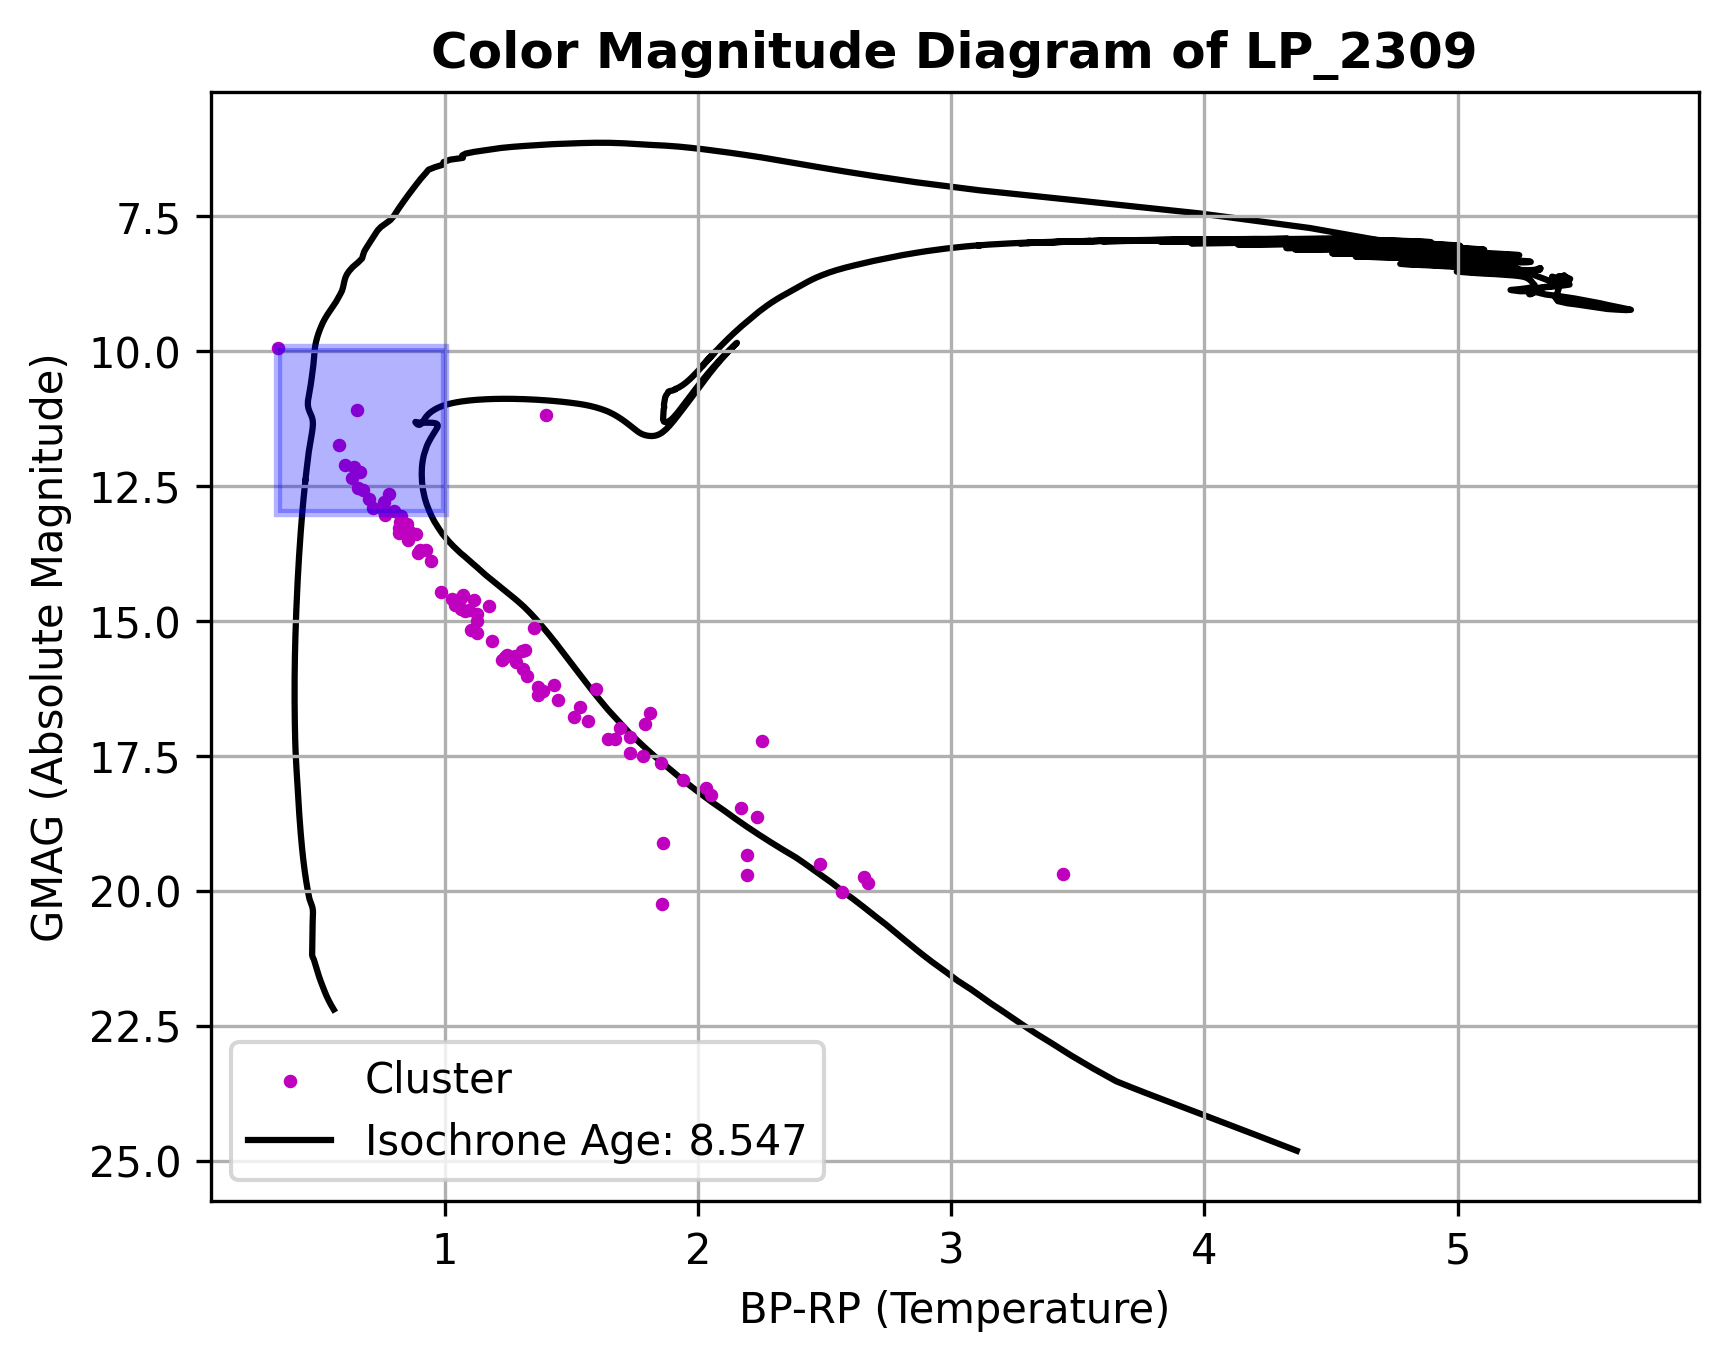 Color Magnitude Diagram of LP_2309
GMAG (Absolute Magnitude)
7.5
10.0
12.5
15.0
17.5
20.0
22.5
25.0
Cluster
Isochrone Age: 8.547
1 2 3 4 5
BP-RP (Temperature)